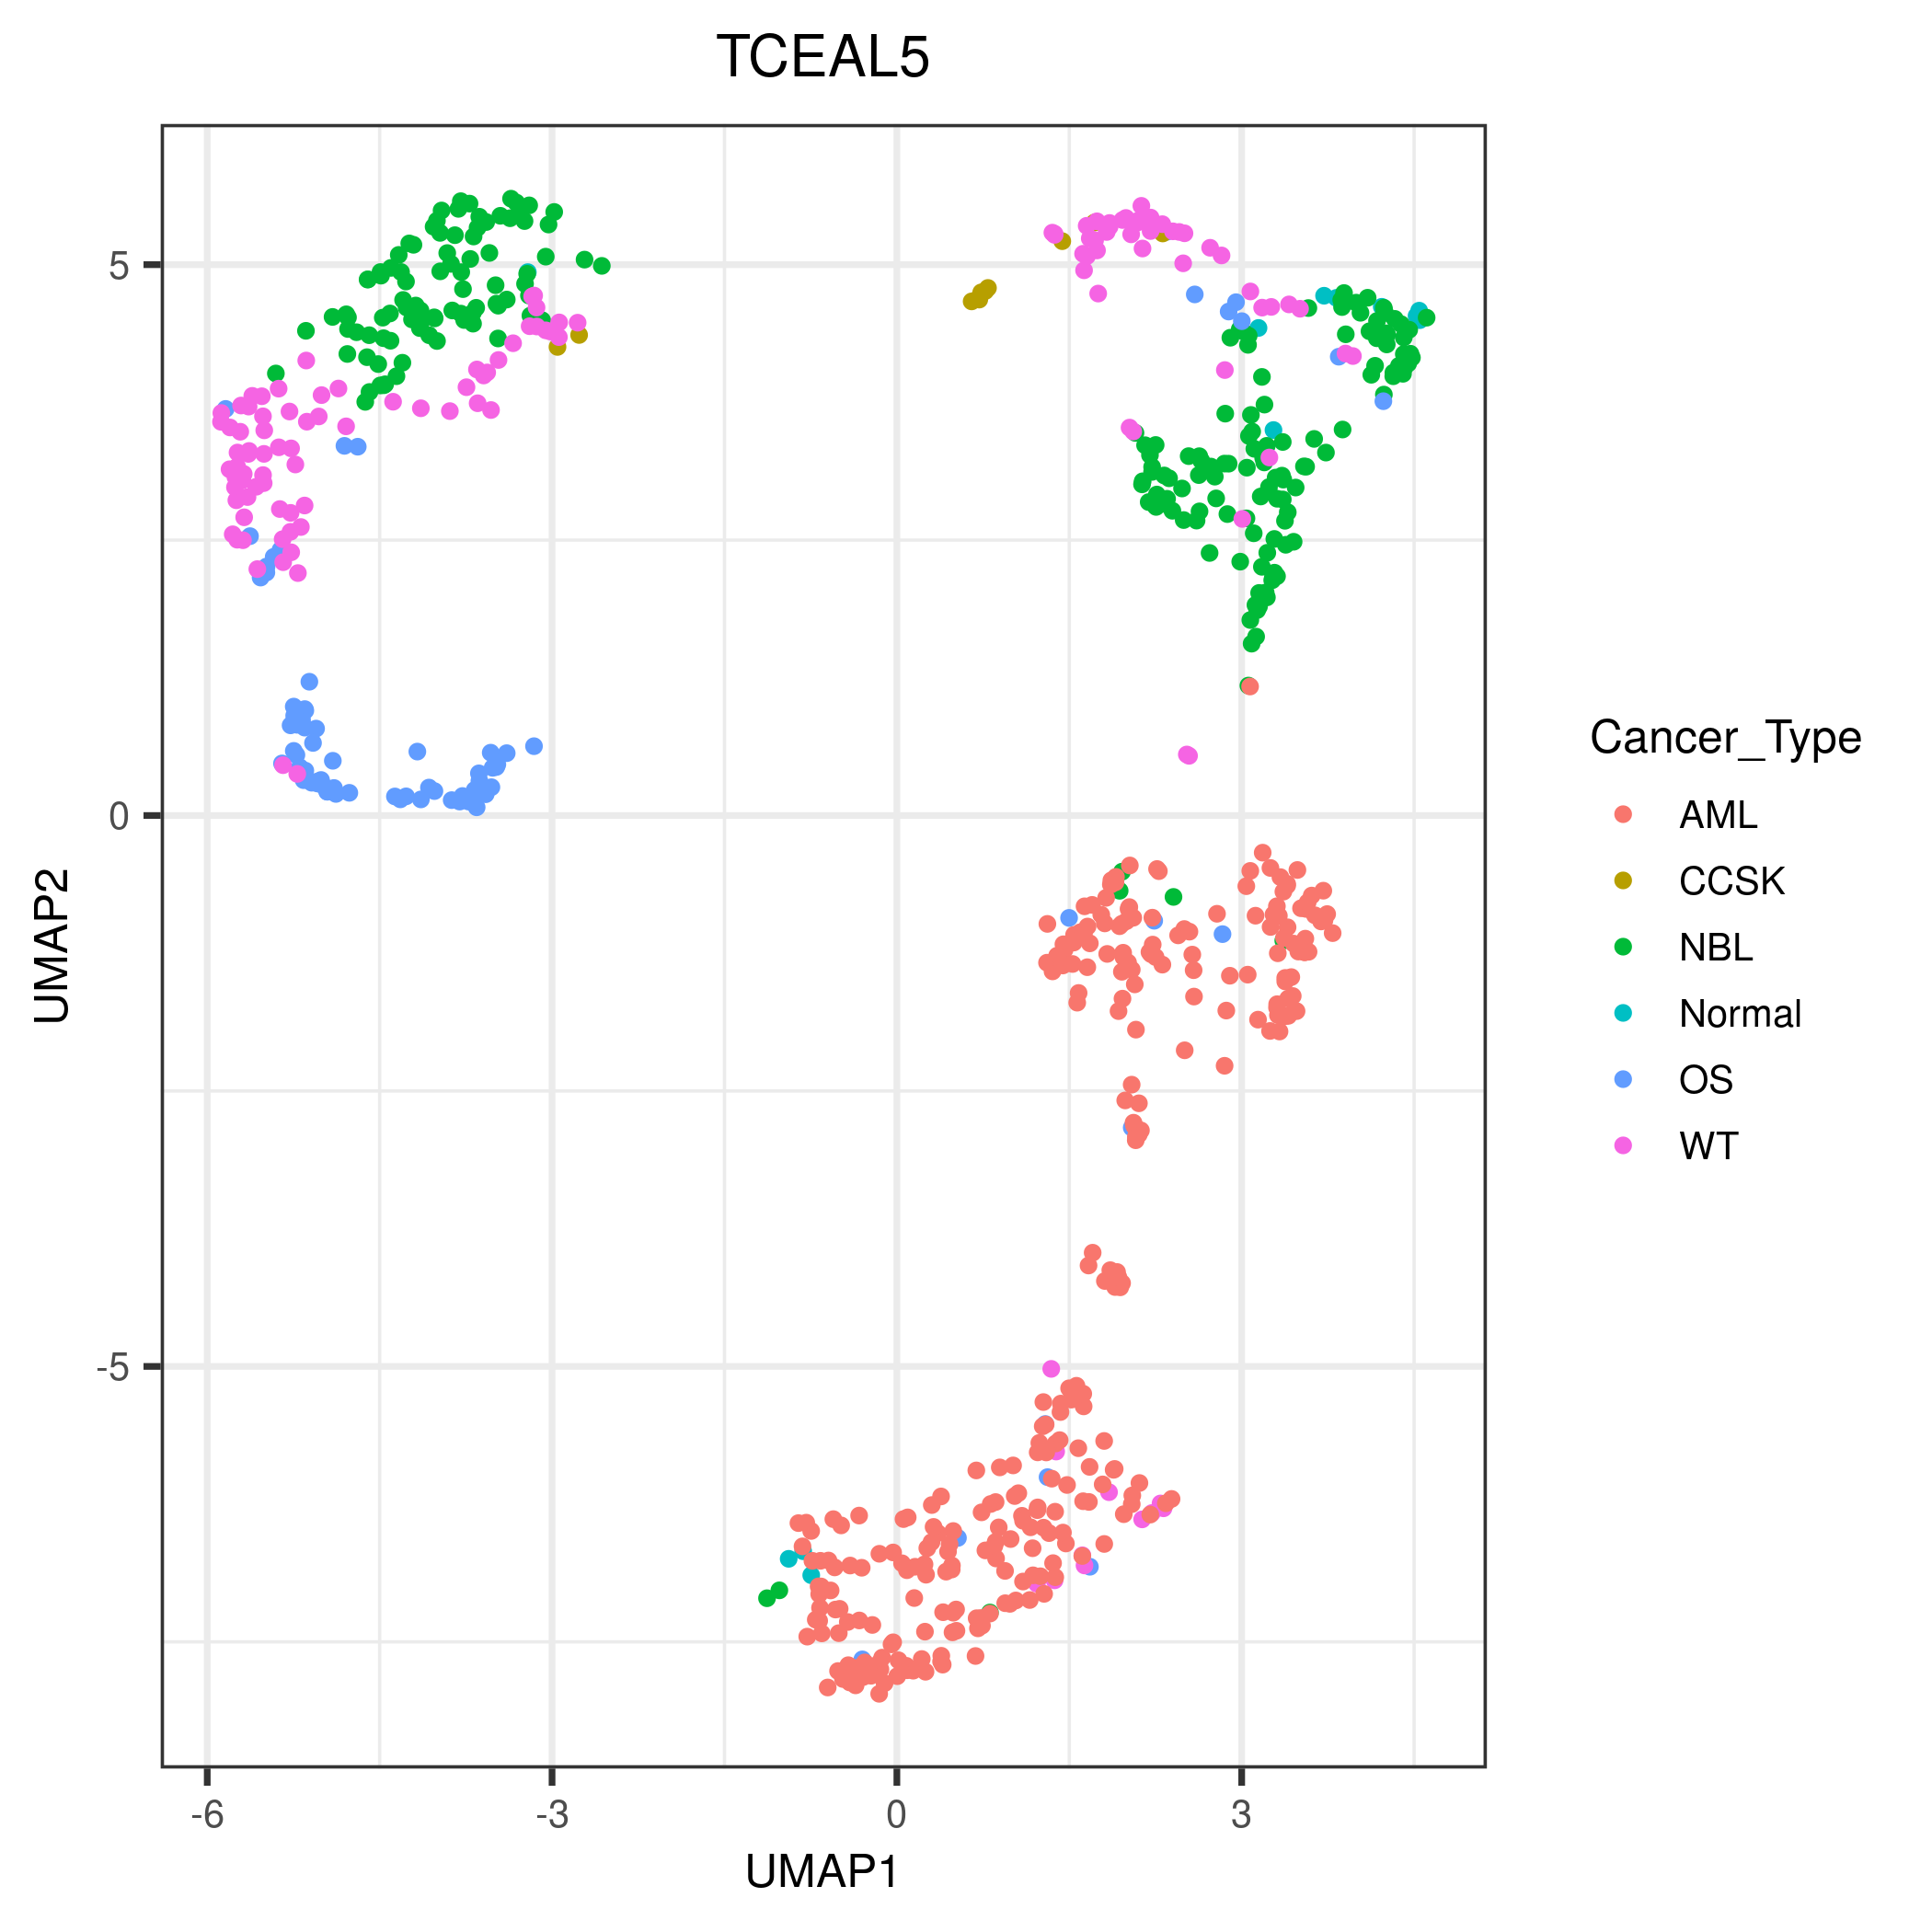 TCEAL5
5
0
-5
UMAP2
-6
-3
0
3
UMAP1
Cancer_Type
AML
CCSK
NBL
Normal
OS
WT